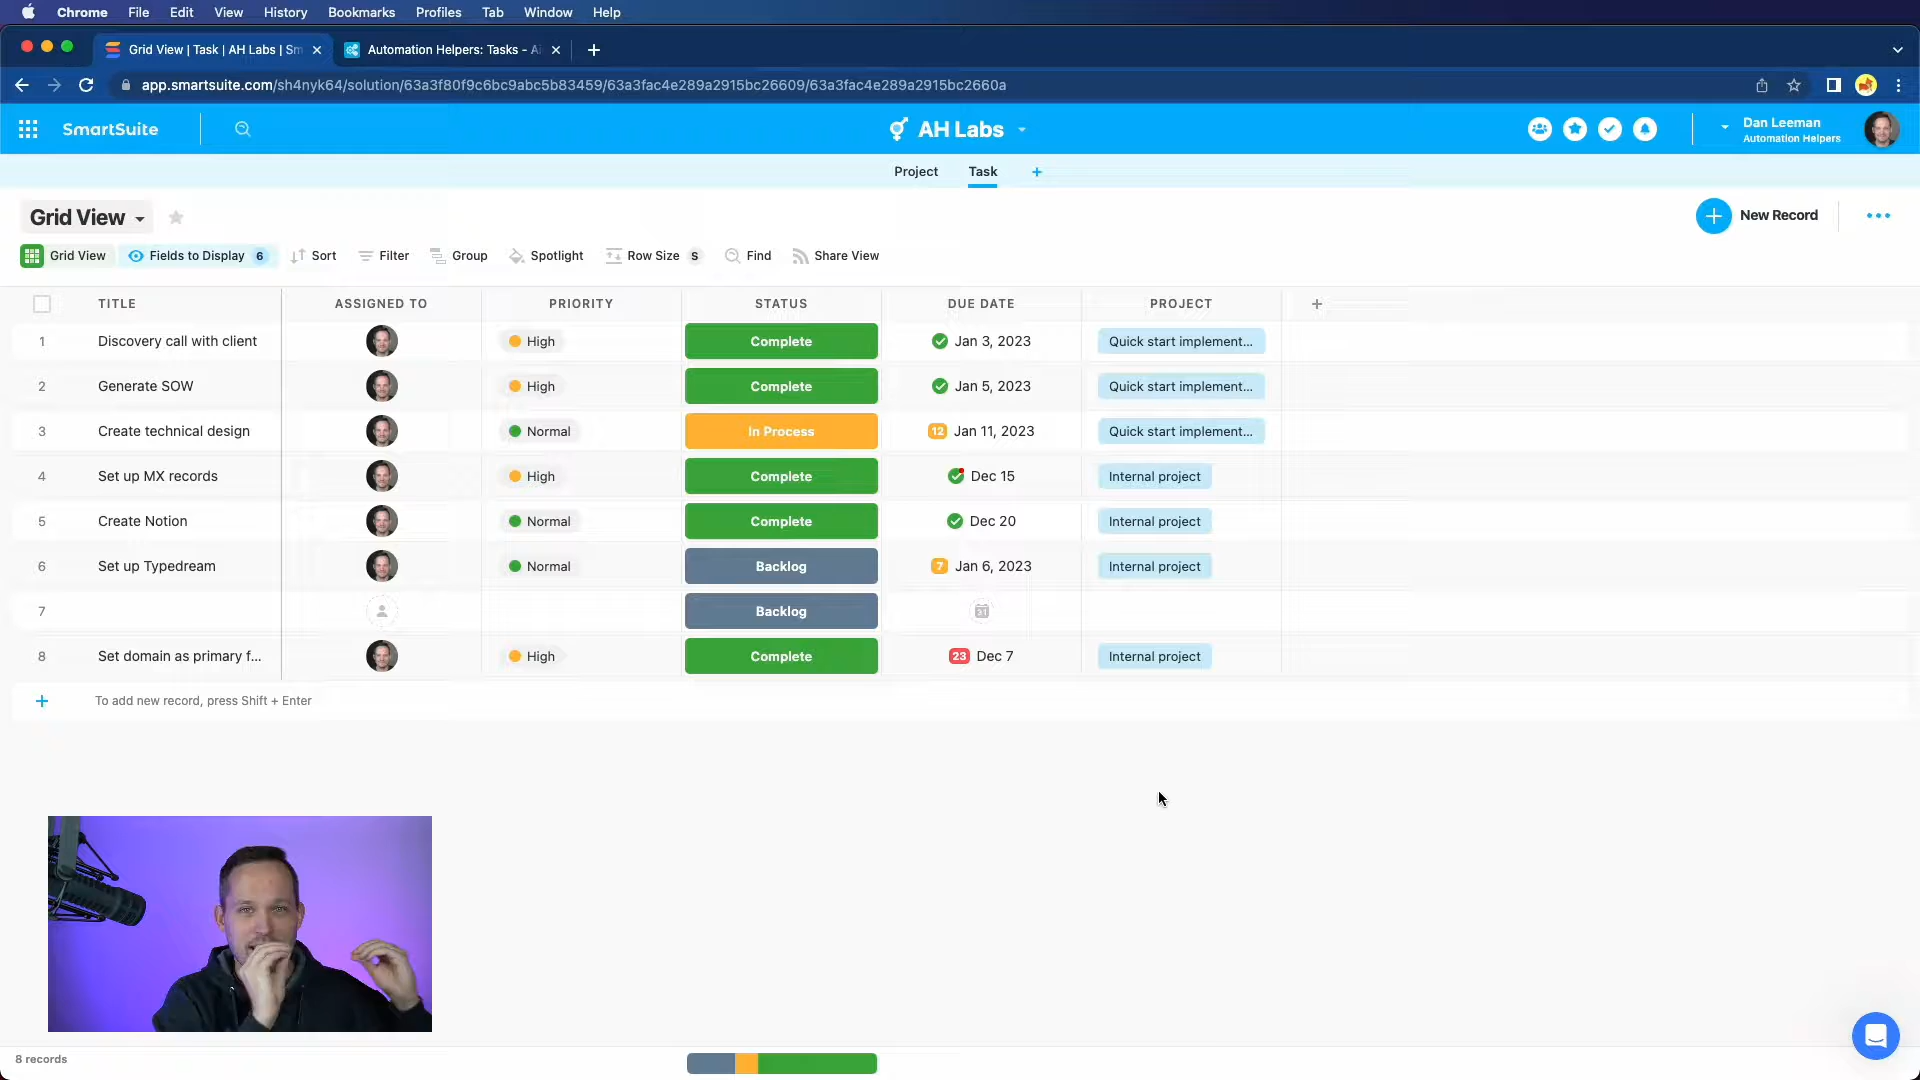 Chrome File Edit View History Bookmarks Profiles Tab Window Help
Grid View | Task | AH Labs | Sm
Automation Helpers: Tasks - Ai
app.smartsuite.com/sh4nyk64/solution/63a3f80f9c6bc9abc5b83459/63a3fac4e289a2915bc26609/63a3fac4e289a2915bc2660a
SmartSuite
AH Labs
Dan Leeman
Automation Helpers
Project Task +
Grid View
New Record
Grid View Fields to Display 6 Sort Filter Group Spotlight Row Size S Find Share View
TITLE ASSIGNED TO PRIORITY STATUS DUE DATE PROJECT +
1 Discovery call with client High Complete Jan 3, 2023 Quick start implement...
2 Generate SOW High Complete Jan 5, 2023 Quick start implement...
3 Create technical design Normal In Process 12 Jan 11, 2023 Quick start implement...
4 Set up MX records High Complete Dec 15 Internal project
5 Create Notion Normal Complete Dec 20 Internal project
6 Set up Typedream Normal Backlog 7 Jan 6, 2023 Internal project
7 Backlog 31
8 Set domain as primary f... High Complete 23 Dec 7 Internal project
+ To add new record, press Shift + Enter
8 records